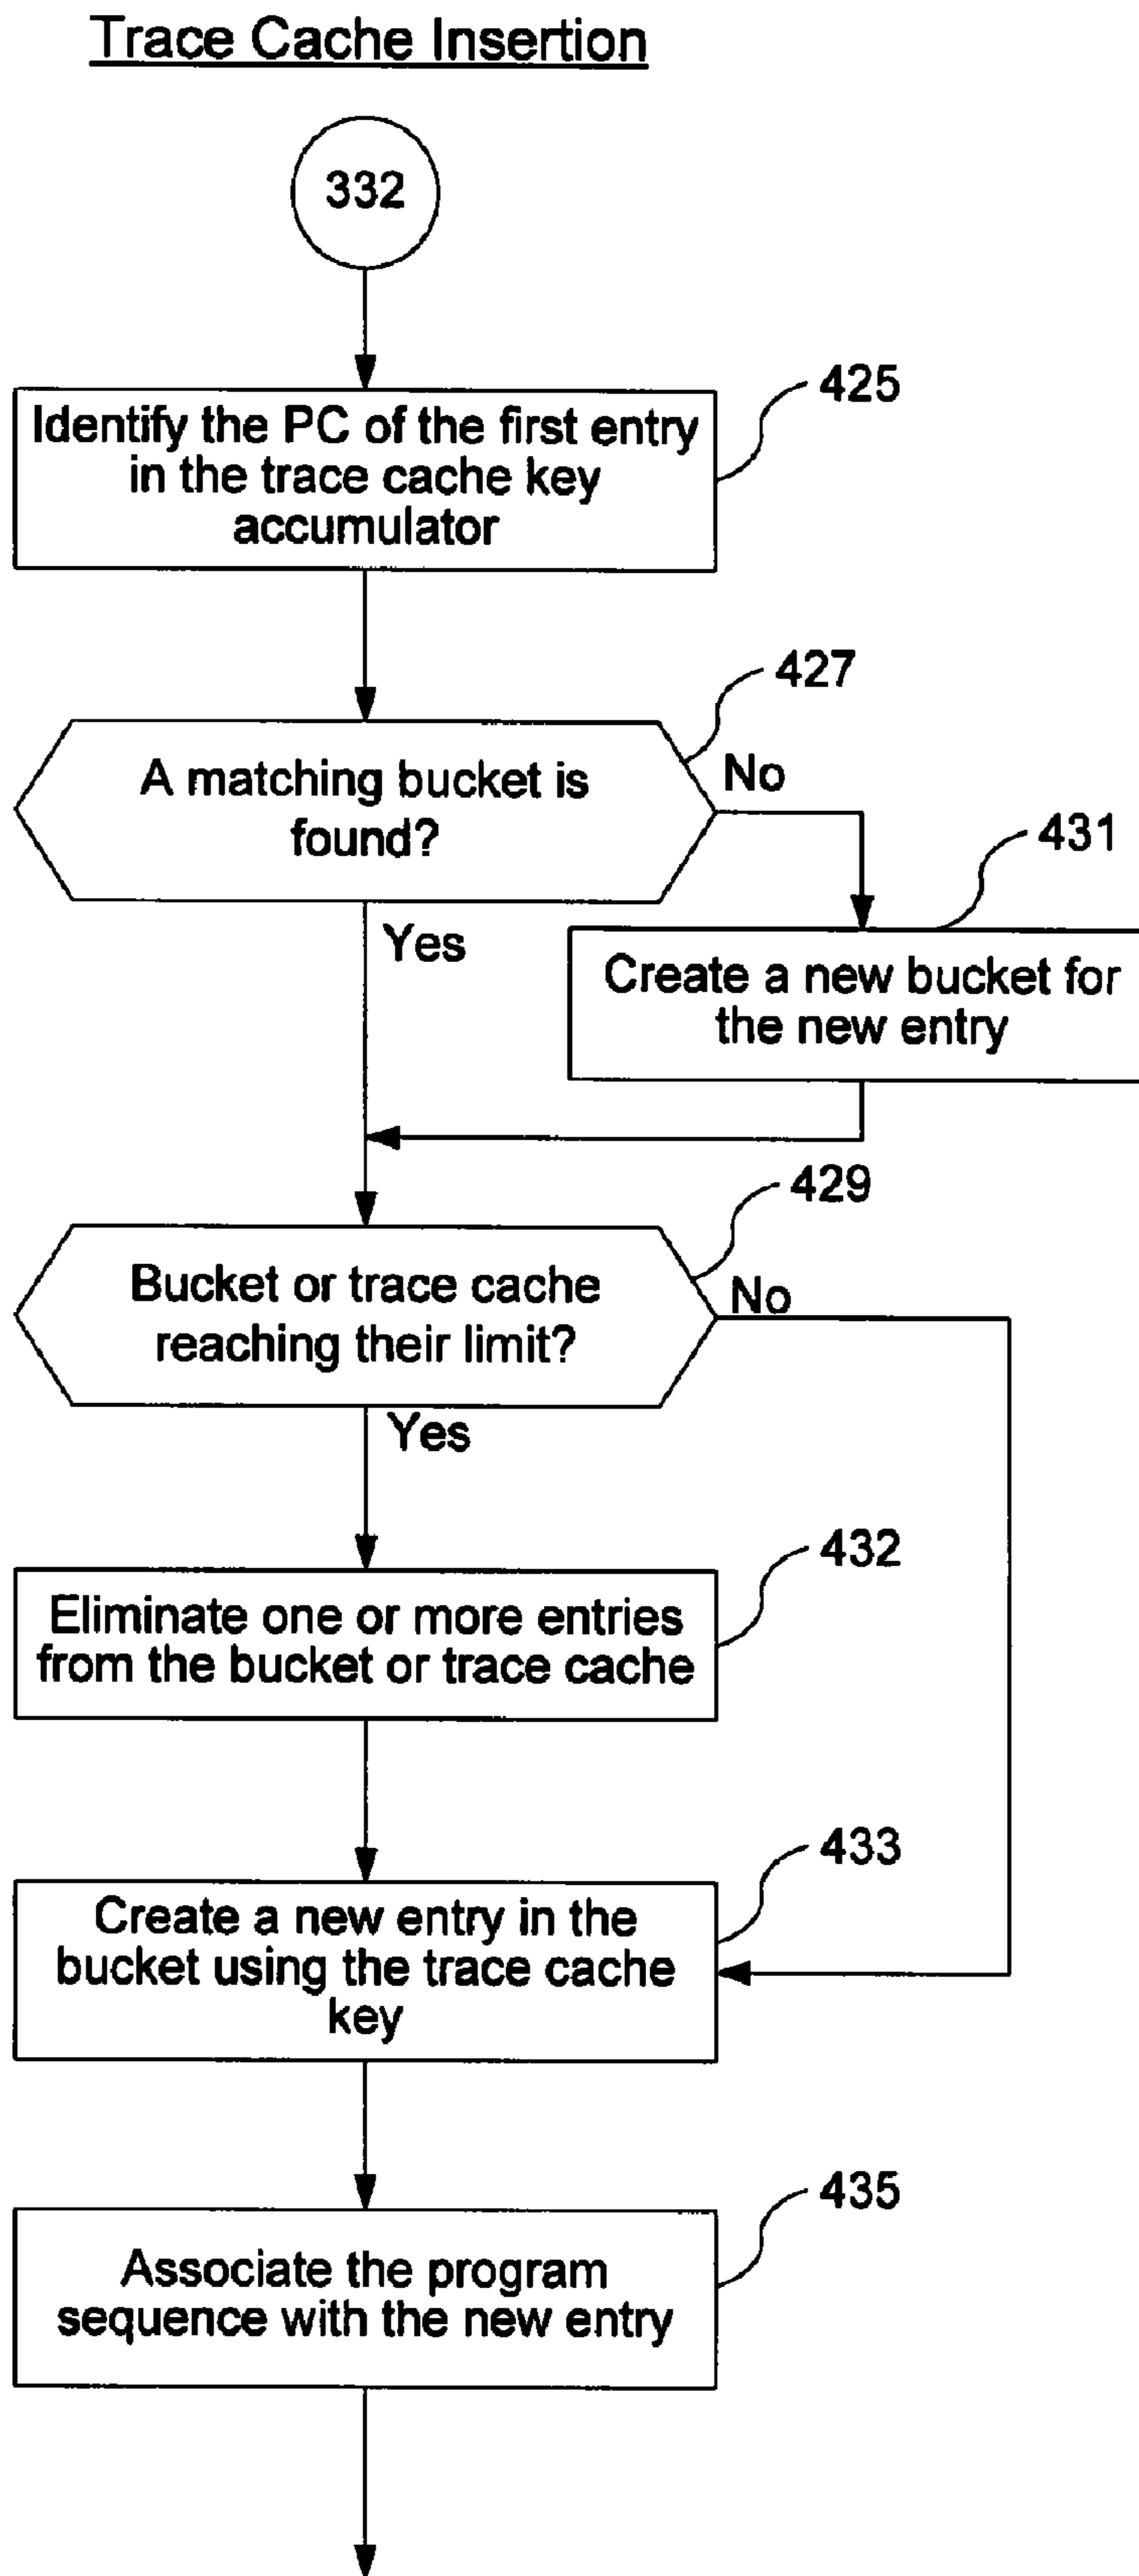 Trace Cache Insertion
332
425
Identify the PC of the first entry
in the trace cache key
accumulator
427
A matching bucket is
found?
No
431
Yes
Create a new bucket for
the new entry
429
Bucket or trace cache
reaching their limit?
No
Yes
432
Eliminate one or more entries
from the bucket or trace cache
433
Create a new entry in the
bucket using the trace cache
key
435
Associate the program
sequence with the new entry